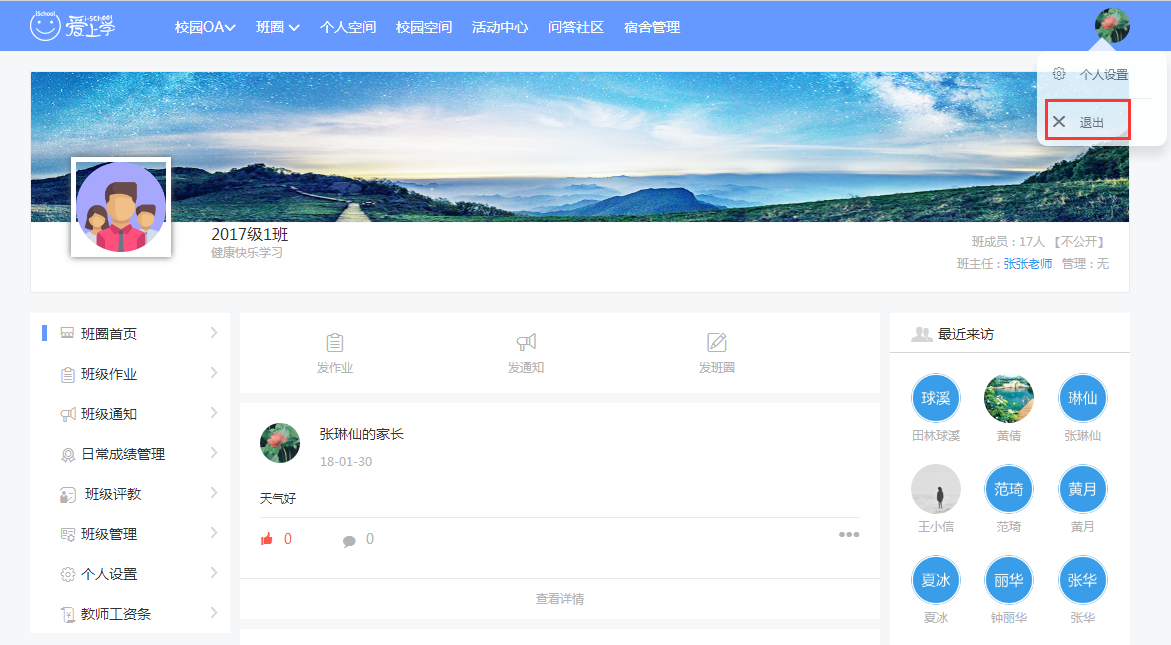 iSchool
爱上学
i-school
校园OA 班圈 个人空间 校园空间 活动中心 问答社区 宿舍管理
个人设置
退出
2017级1班
健康快乐学习
班成员：17人 【不公开】
班主任：张张老师 管理：无
班圈首页
班级作业
班级通知
日常成绩管理
班级评教
班级管理
个人设置
教师工资条
发作业 发通知 发班圈
张琳仙的家长
18-01-30
天气好
0 0
查看详情
最近来访
球溪 琳仙
田林球溪 黄倩 张琳仙
范琦 黄月
王小信 范琦 黄月
夏冰 丽华 张华
夏冰 钟丽华 张华